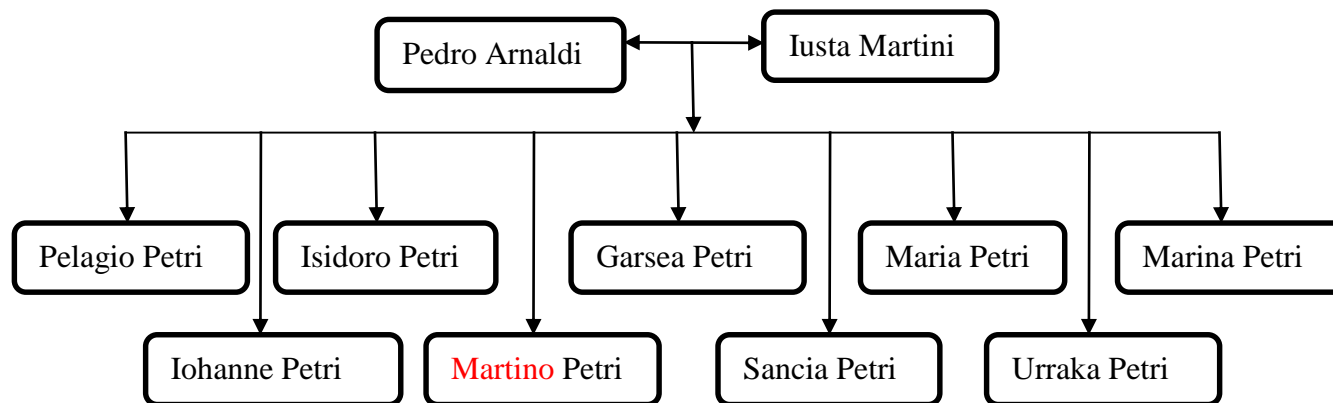 Pedro Arnaldi
Iusta Martini
Pelagio Petri
Isidoro Petri
Garsea Petri
Maria Petri
Marina Petri
Iohanne Petri
Martino Petri
Sancia Petri
Urraka Petri